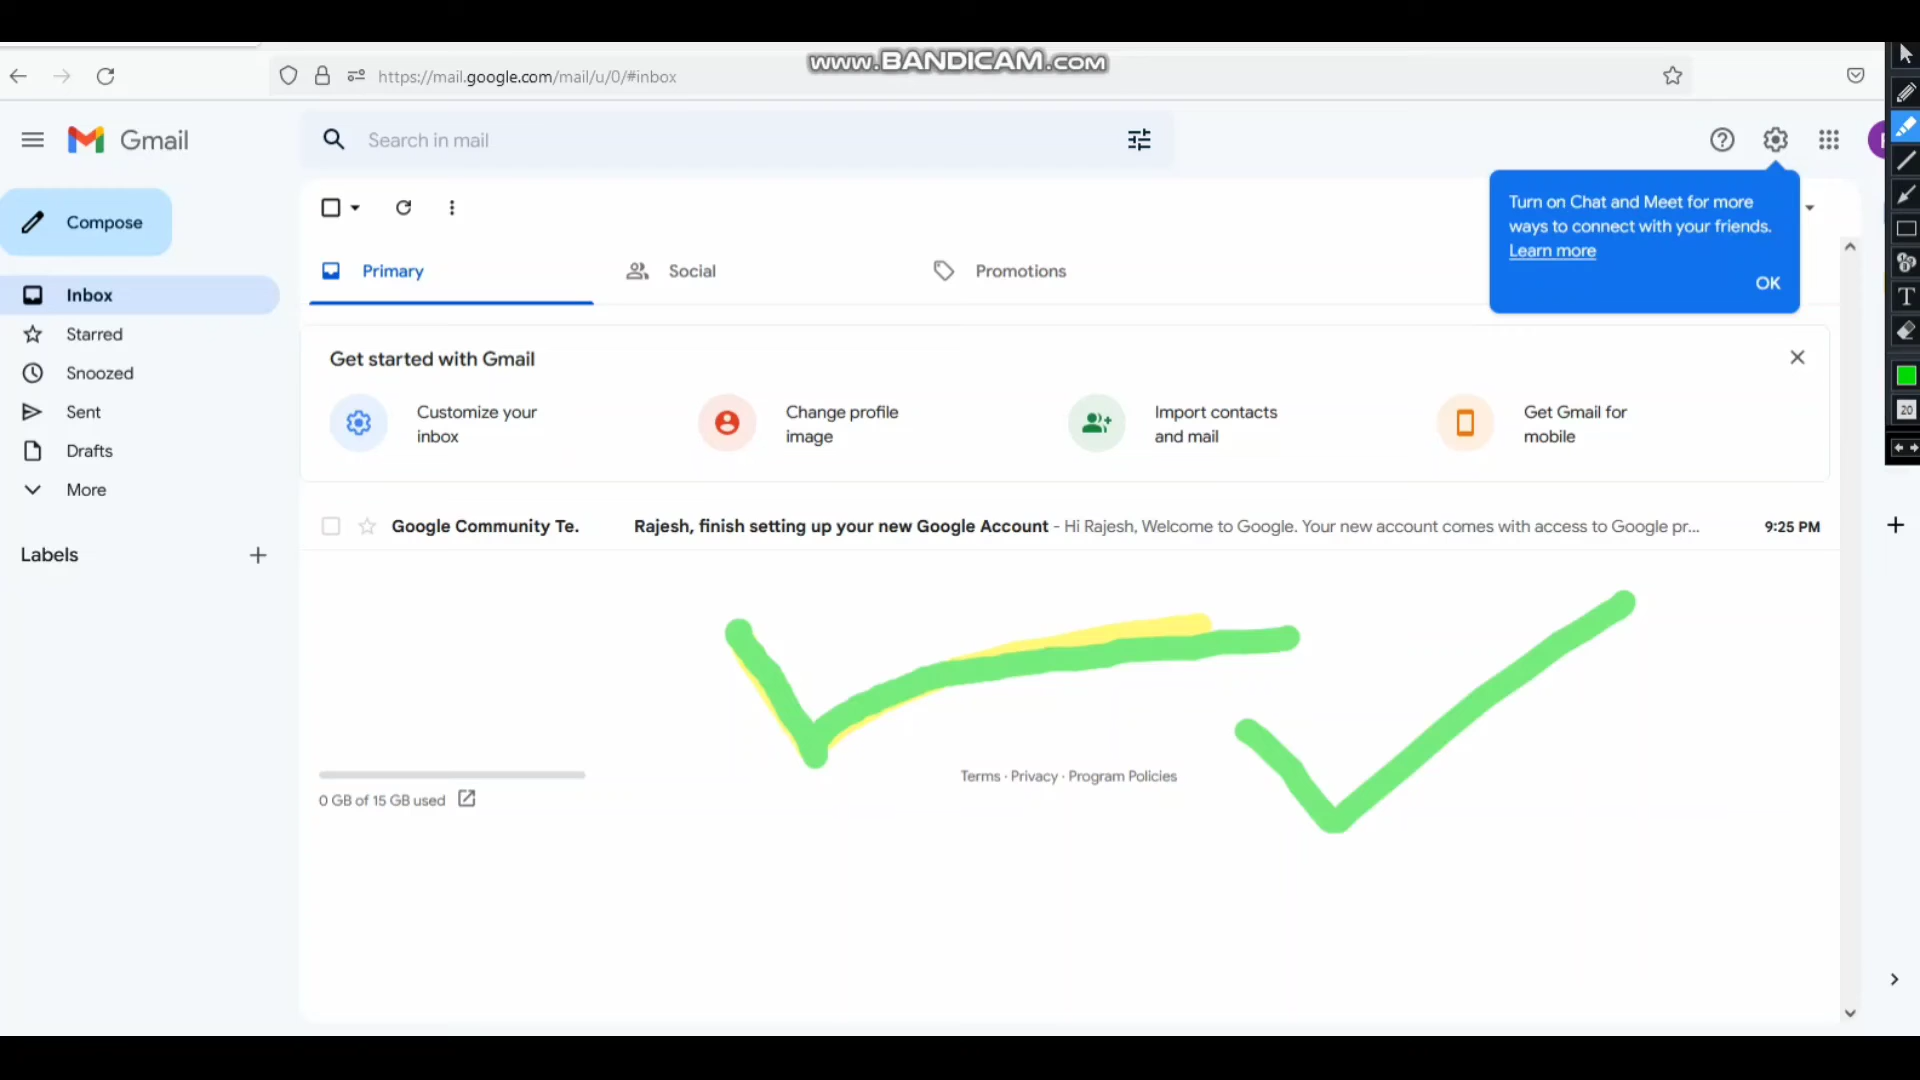 www.BANDICAM.com
https://mail.google.com/mail/u/0/#inbox
Gmail
Search in mail
Compose
Turn on Chat and Meet for more
ways to connect with your friends.
Learn more
OK
Primary
Social
Promotions
Inbox
Starred
Snoozed
Sent
Drafts
More
Labels
Get started with Gmail
Customize your
inbox
Change profile
image
Import contacts
and mail
Get Gmail for
mobile
Google Community Te.
Rajesh, finish setting up your new Google Account - Hi Rajesh, Welcome to Google. Your new account comes with access to Google pr...
9:25 PM
Terms · Privacy · Program Policies
0 GB of 15 GB used
T
20